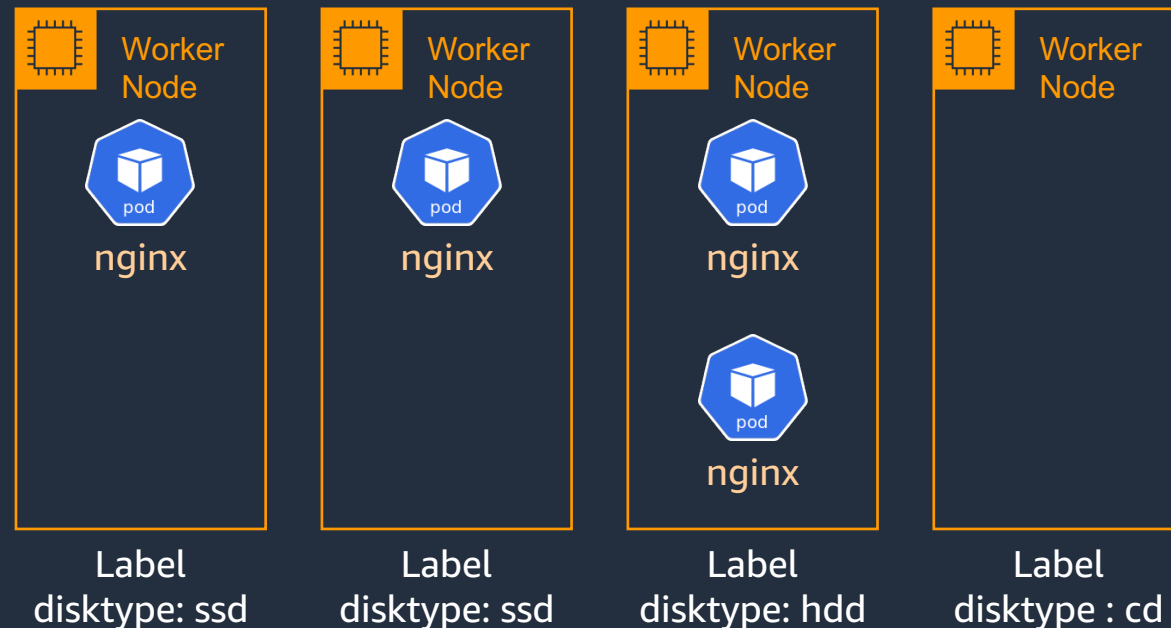 Worker
Node
pod
nginx
Label
disktype: ssd
Worker
Node
pod
nginx
Label
disktype: ssd
Worker
Node
pod
nginx
pod
nginx
Label
disktype: hdd
Worker
Node
Label
disktype : cd